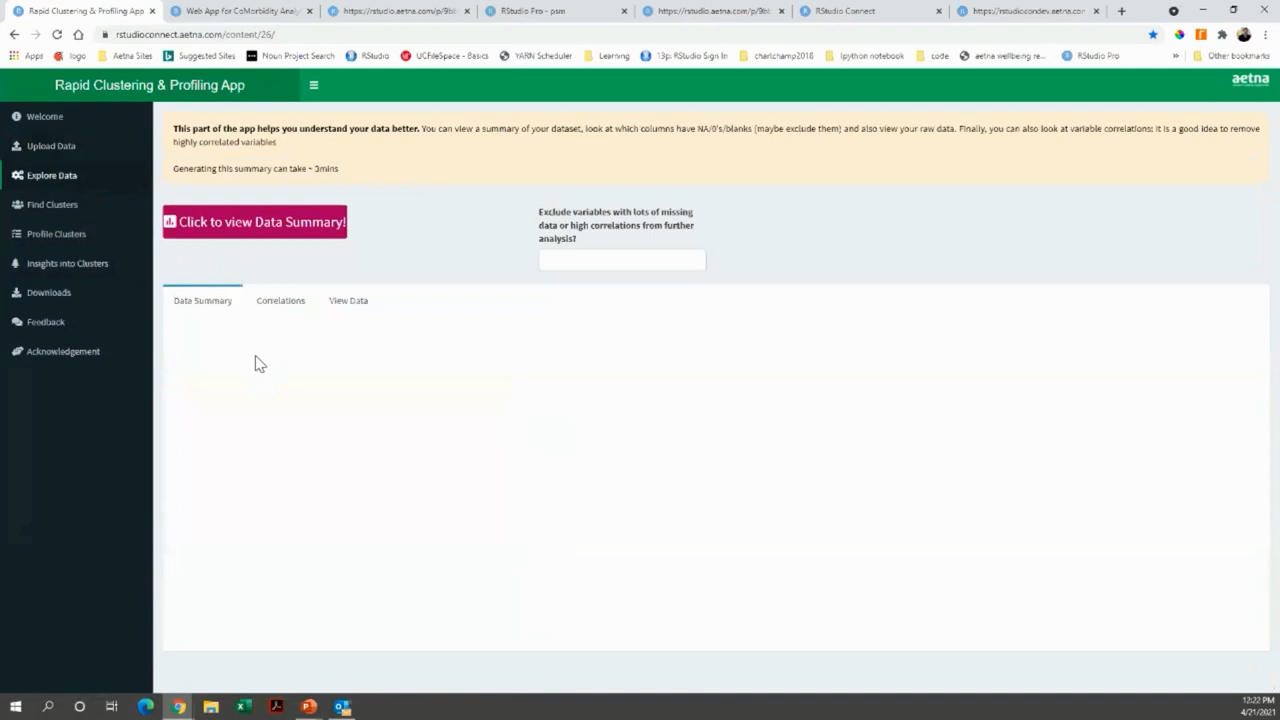 Rapid Clustering & Profiling App
Web App for CoMorbidity Analy
https://rstudio.aetna.com/p/9bb
RStudio Pro - psm
https://rstudio.aetna.com/p/9bb
RStudio Connect
https://rstudiocondev.aetna.com
rstudioconnect.aetna.com/content/26/
Apps
logo
Aetna Sites
Suggested Sites
Noun Project Search
RStudio
UCFileSpace - Basics
YARN Scheduler
Learning
13p: RStudio Sign In
chartchamp2018
Ipython notebook
code
aetna wellbeing re...
RStudio Pro
»
Other bookmarks
Rapid Clustering & Profiling App
aetna
Welcome
Upload Data
Explore Data
Find Clusters
Profile Clusters
Insights into Clusters
Downloads
Feedback
Acknowledgement
This part of the app helps you understand your data better. You can view a summary of your dataset, look at which columns have NA/0's/blanks (maybe exclude them) and also view your raw data. Finally, you can also look at variable correlations: it is a good idea to remove
highly correlated variables
Generating this summary can take ~ 3mins
Click to view Data Summary!
Exclude variables with lots of missing
data or high correlations from further
analysis?
Data Summary
Correlations
View Data
12:22 PM
4/21/2021